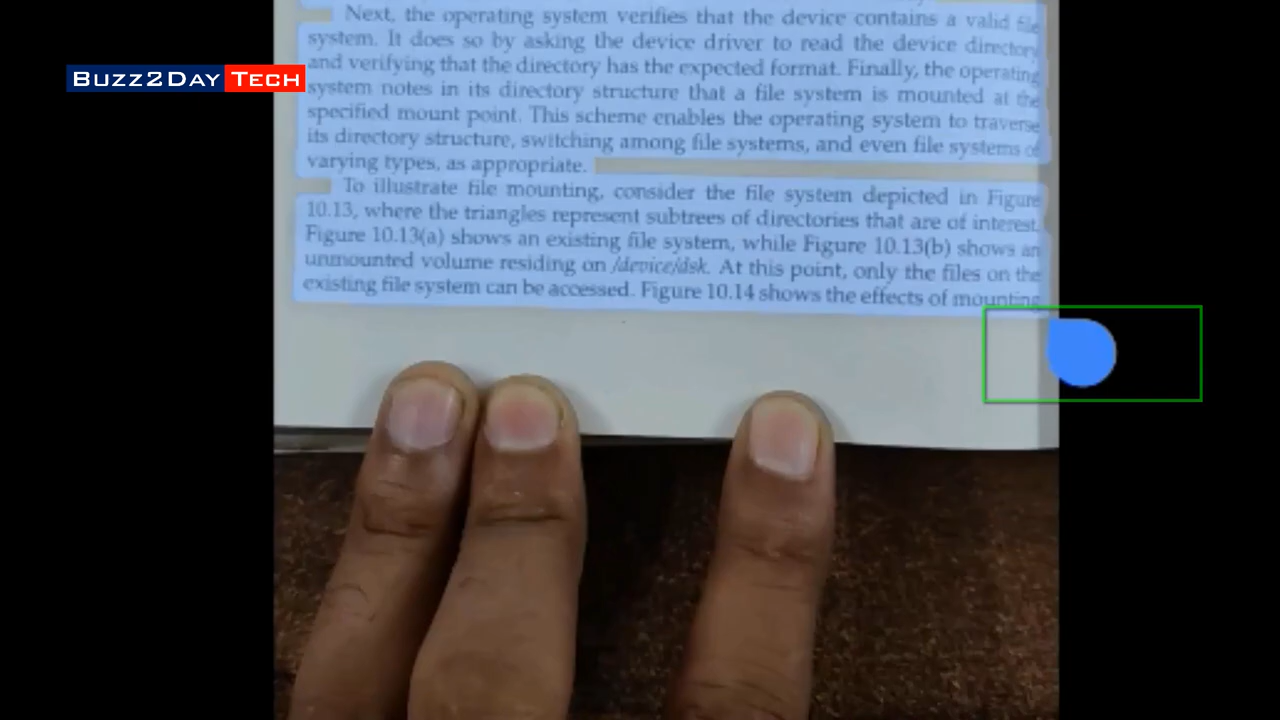 Next, the operating system verifies that the device contains a valid file
system. It does so by asking the device driver to read the device directory
and verifying that the directory has the expected format. Finally, the operating
system notes in its directory structure that a file system is mounted at the
specified mount point. This scheme enables the operating system to traverse
its directory structure, switching among file systems, and even file systems of
varying types, as appropriate.
To illustrate file mounting, consider the file system depicted in Figure
10.13, where the triangles represent subtrees of directories that are of interest.
Figure 10.13(a) shows an existing file system, while Figure 10.13(b) shows an
unmounted volume residing on /device/dsk. At this point, only the files on the
existing file system can be accessed. Figure 10.14 shows the effects of mounting
BUZZ2DAY TECH